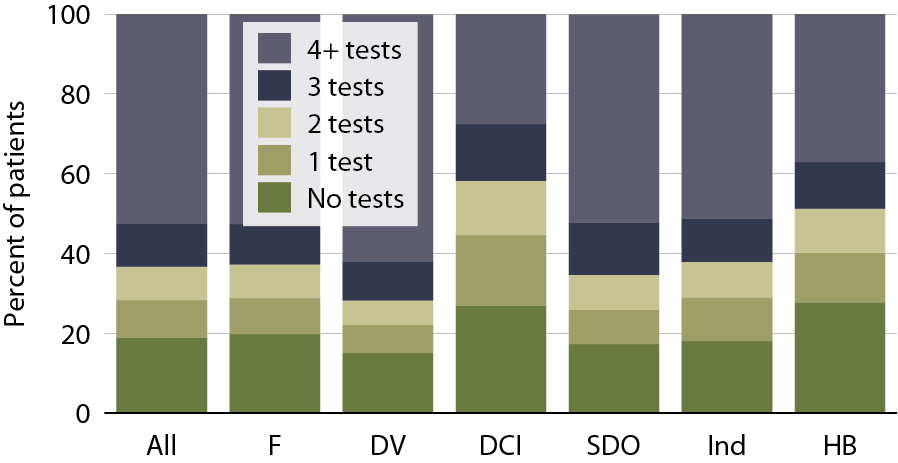 100
80
60
40
20
0
Percent of patients
4+ tests
3 tests
2 tests
1 test
No tests
All F DV DCI SDO Ind HB